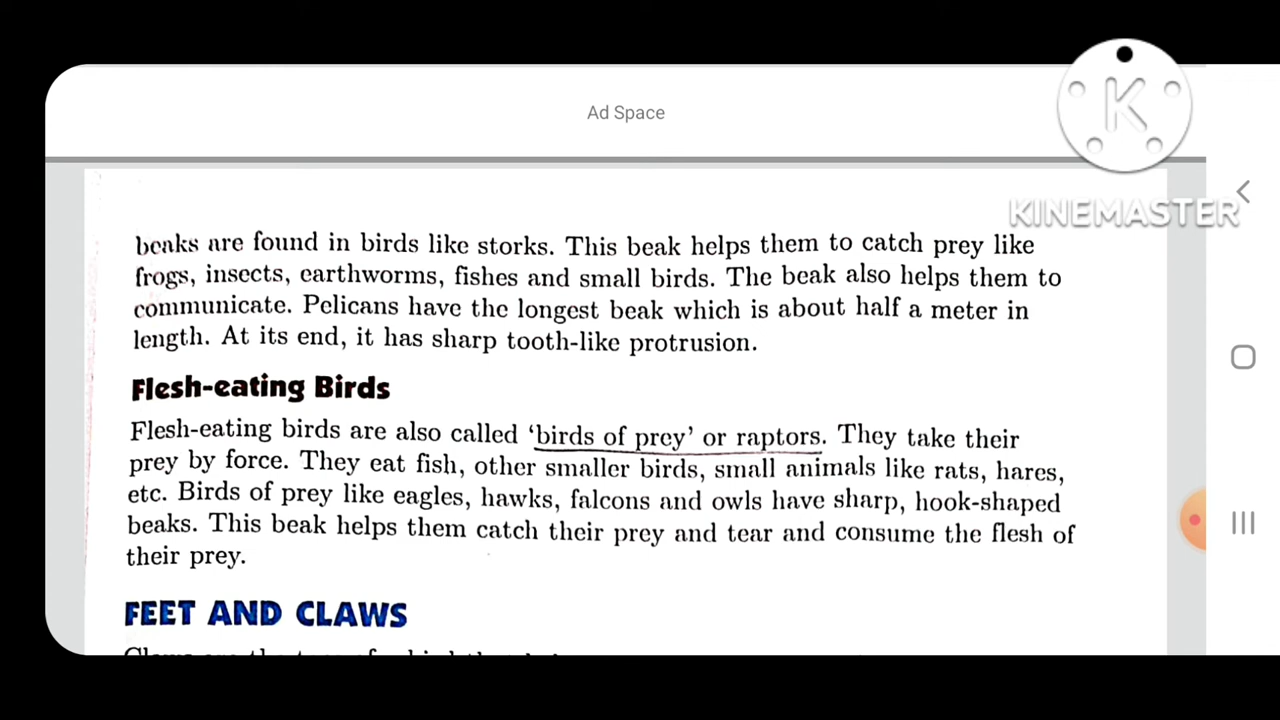 Ad Space
KINEMASTER
beaks are found in birds like storks. This beak helps them to catch prey like
frogs, insects, earthworms, fishes and small birds. The beak also helps them to
communicate. Pelicans have the longest beak which is about half a meter in
length. At its end, it has sharp tooth-like protrusion.
Flesh-eating Birds
Flesh-eating birds are also called ‘birds of prey’ or raptors. They take their
prey by force. They eat fish, other smaller birds, small animals like rats, hares,
etc. Birds of prey like eagles, hawks, falcons and owls have sharp, hook-shaped
beaks. This beak helps them catch their prey and tear and consume the flesh of
their prey.
FEET AND CLAWS